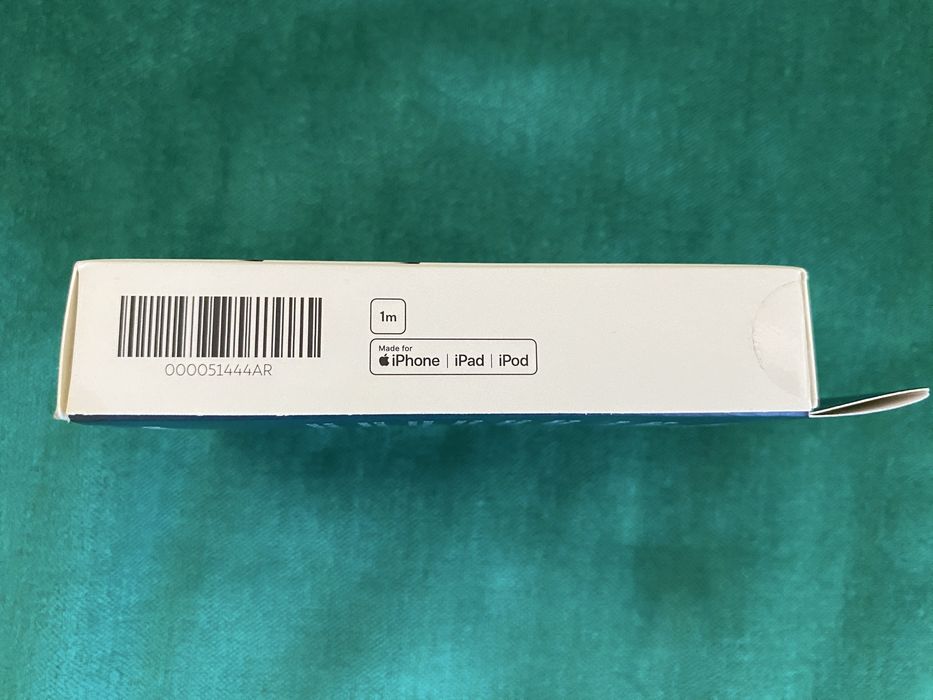 000051444AR
1m
Made for
iPhone | iPad | iPod